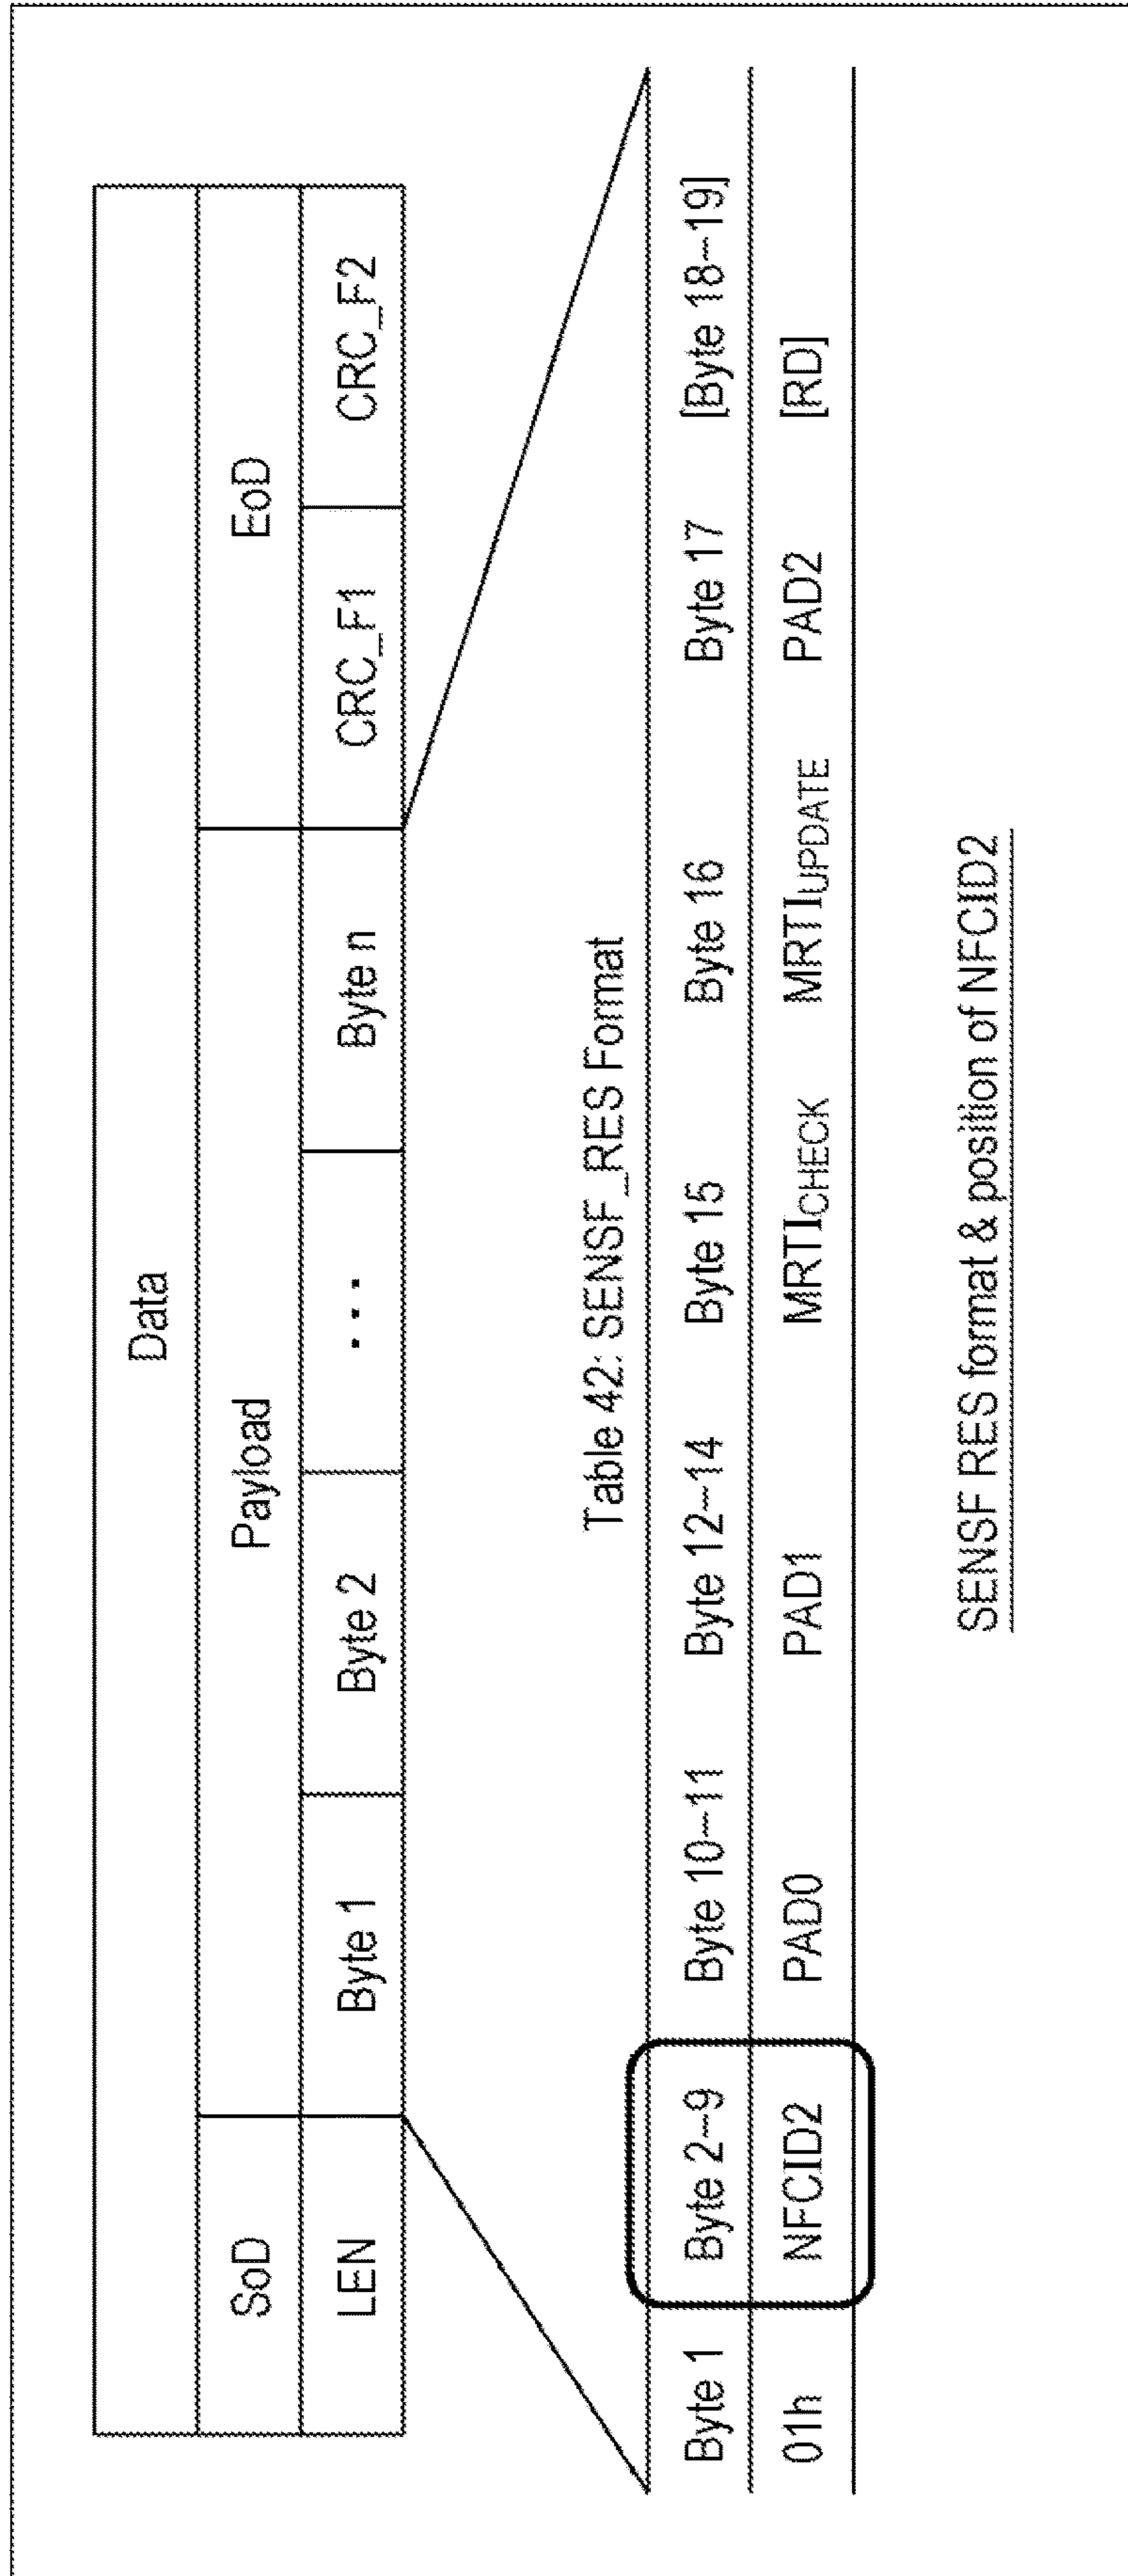 Data
SoD Payload EoD
LEN Byte 1 Byte 2 ... Byte n CRC_F1 CRC_F2
Table 42: SENSF_RES Format
Byte 1 Byte 2--9 Byte 10--11 Byte 12--14 Byte 15 Byte 16 Byte 17 [Byte 18--19]
01h NFCID2 PAD0 PAD1 MRTICHECK MRTIUPDATE PAD2 [RD]
SENSF RES format & position of NFCID2